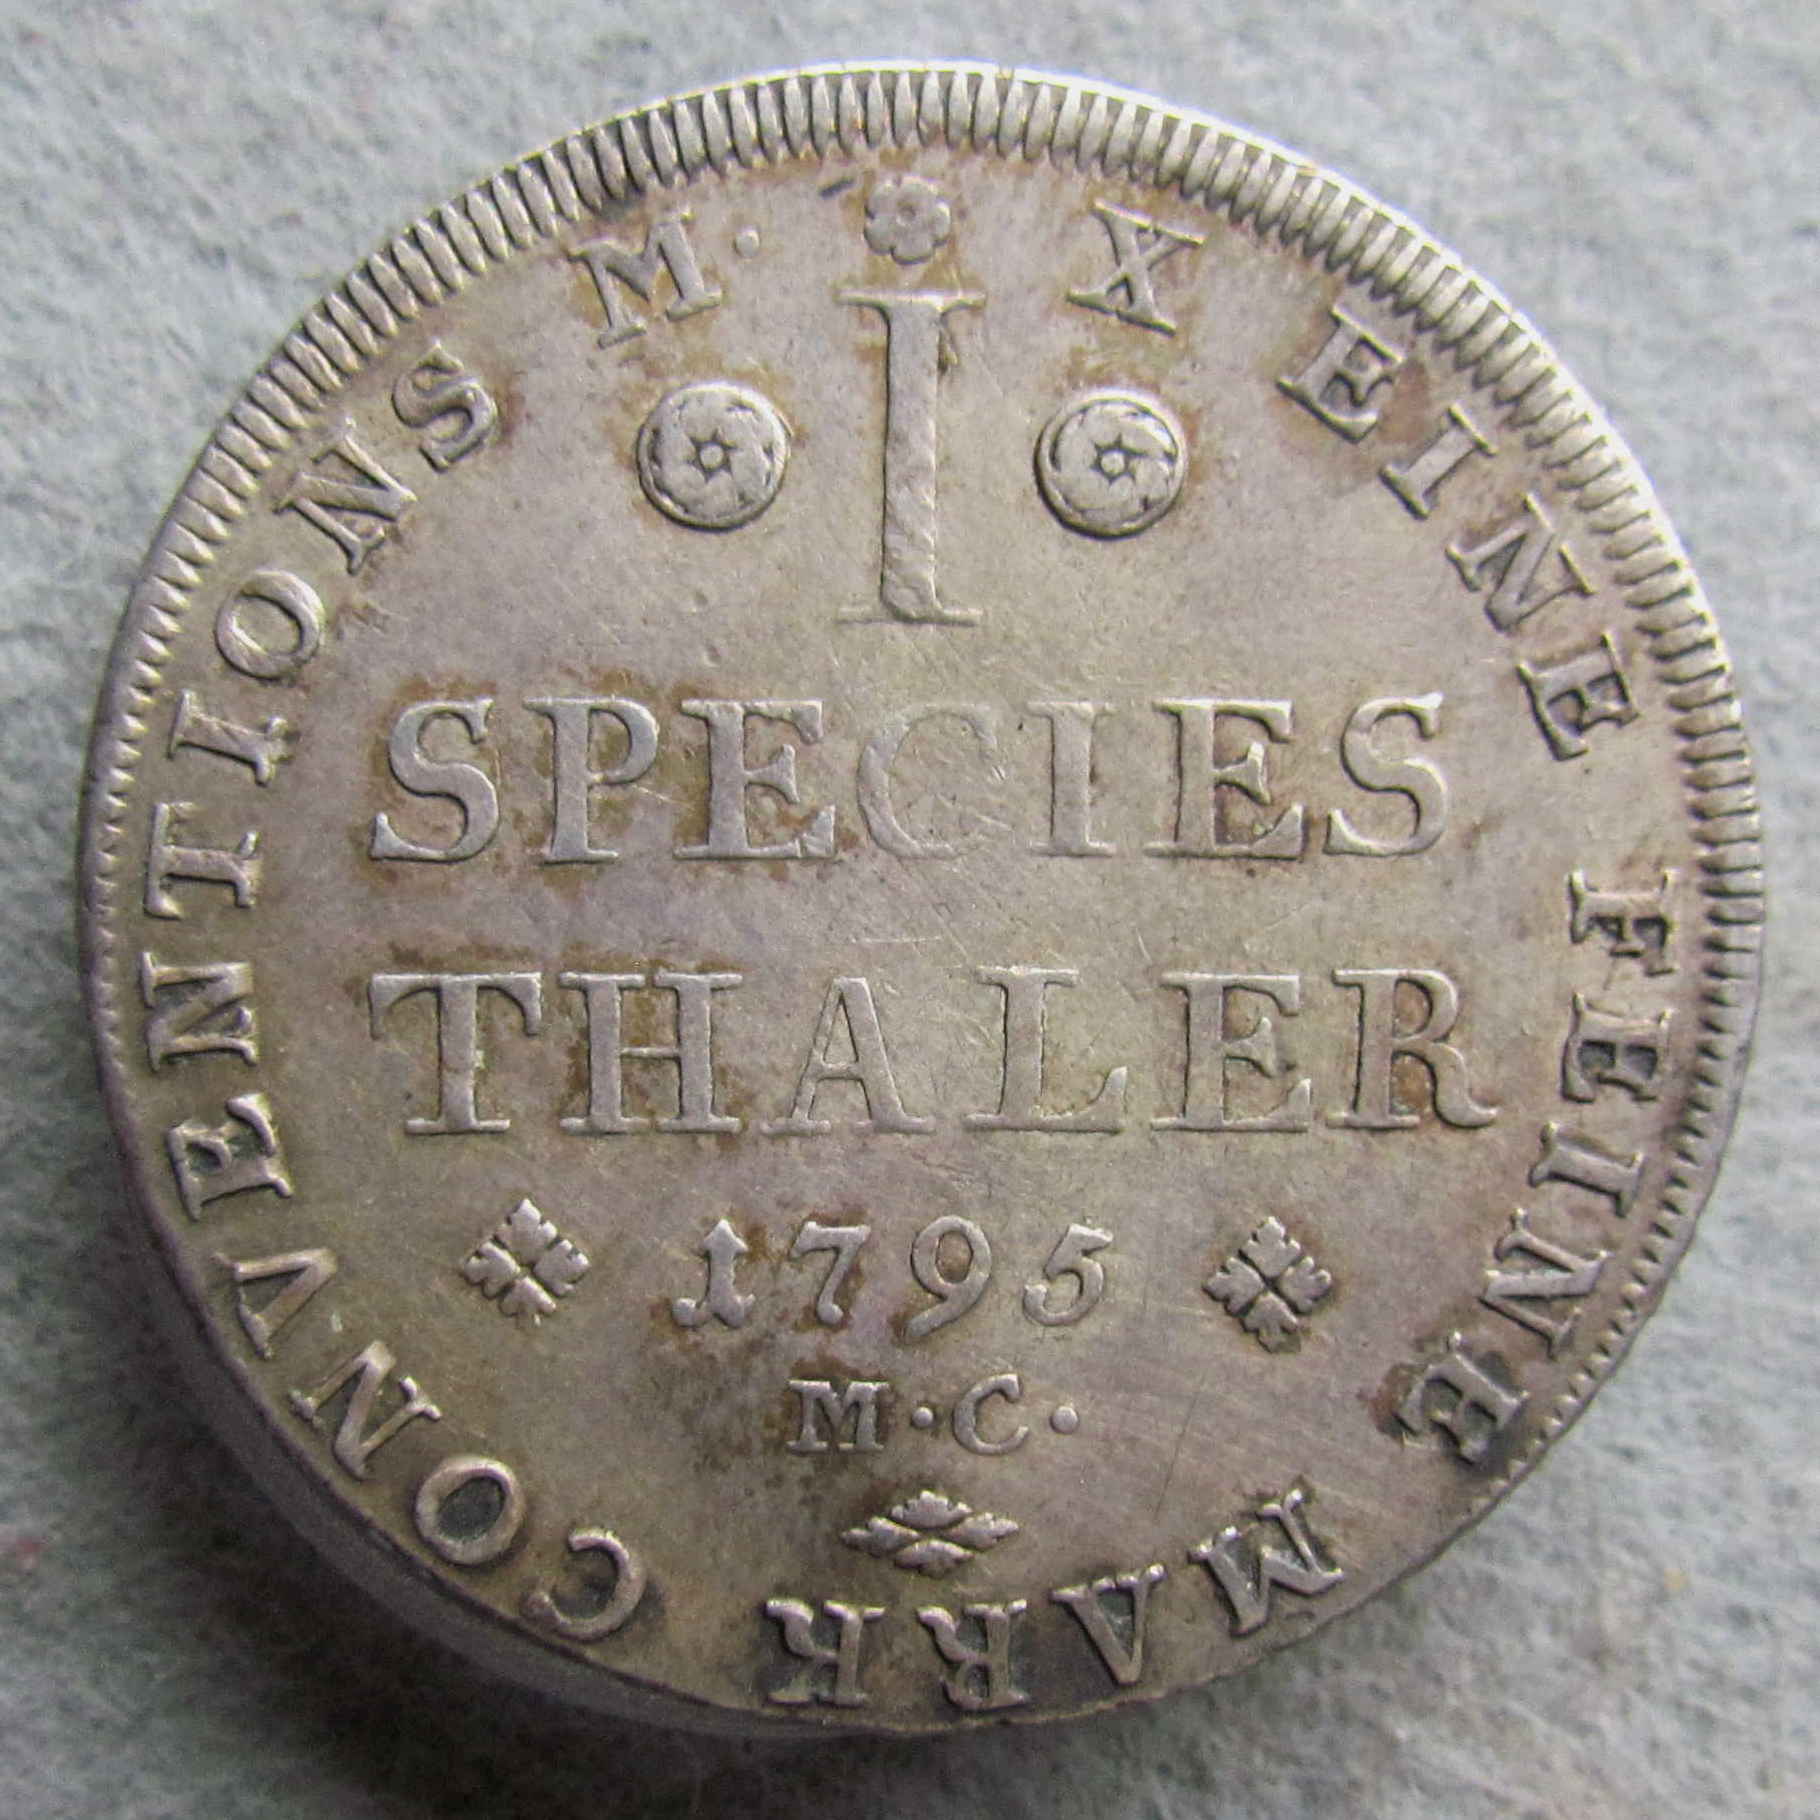 X EINE FEINE MARK CONVENTIONS M·
I
SPECIES
THALER
1795
M·C·